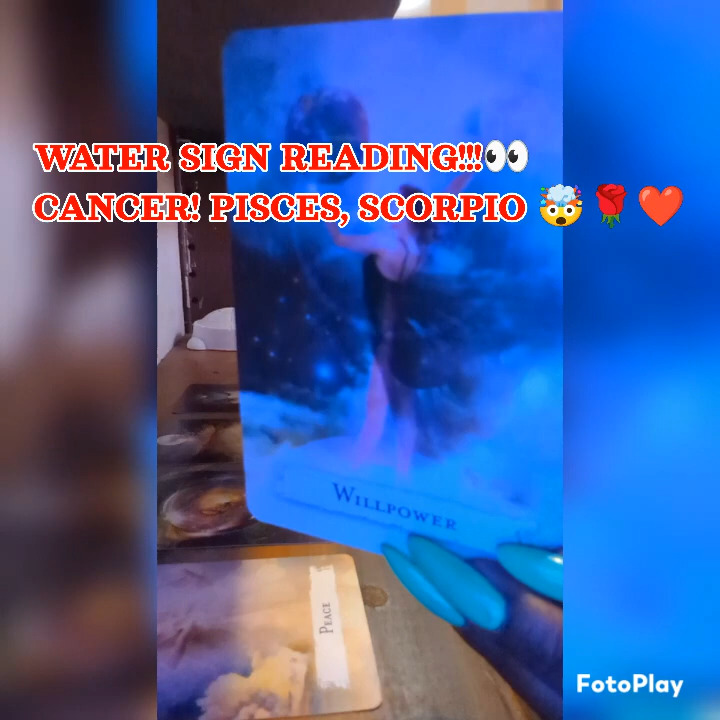 WATER SIGN READING!!!👀
CANCER! PISCES, SCORPIO 🤯🌹❤️
WILLPOWER
PEACE
FotoPlay